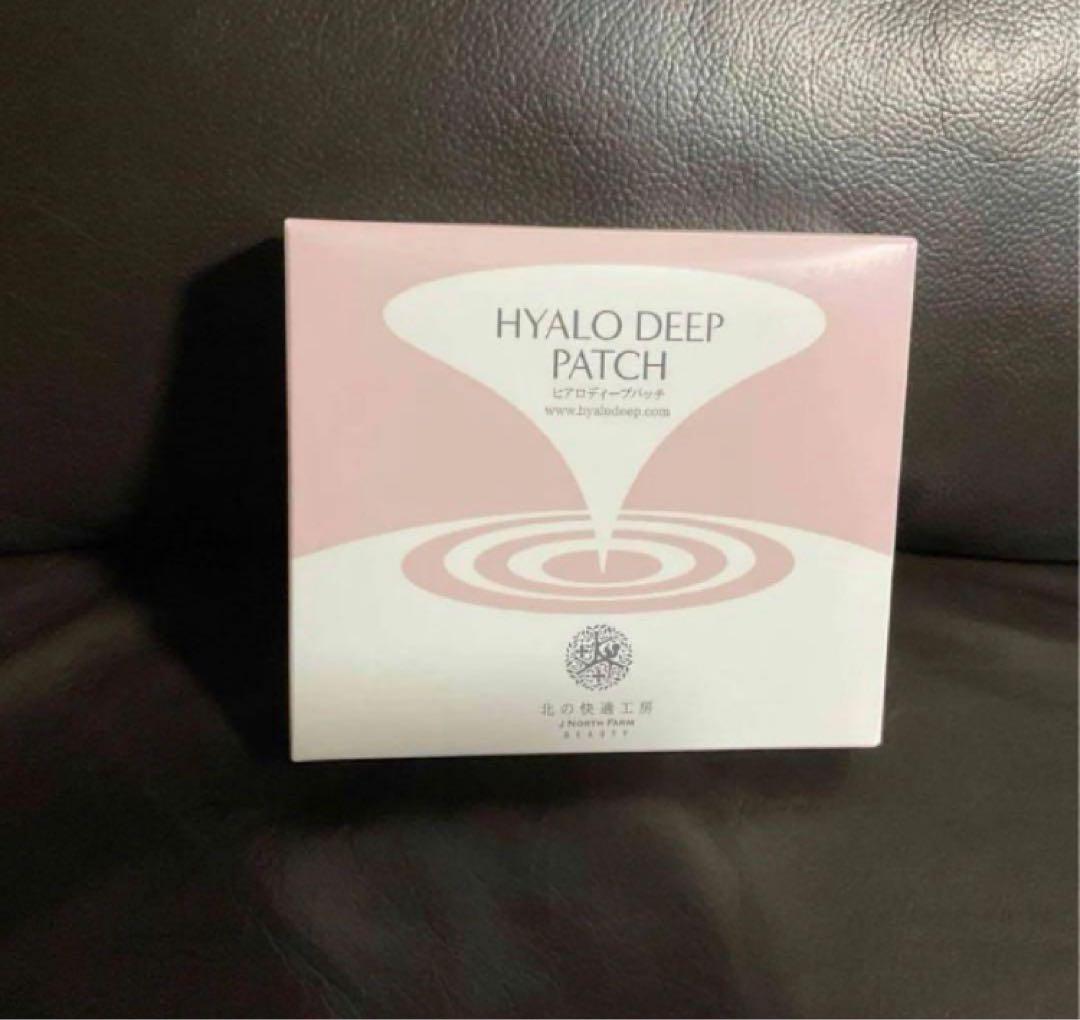 HYALO DEEP
PATCH
ヒアロディープパッチ
www.hyalodeep.com
北の快適工房
J NORTH FARM
BEAUTY